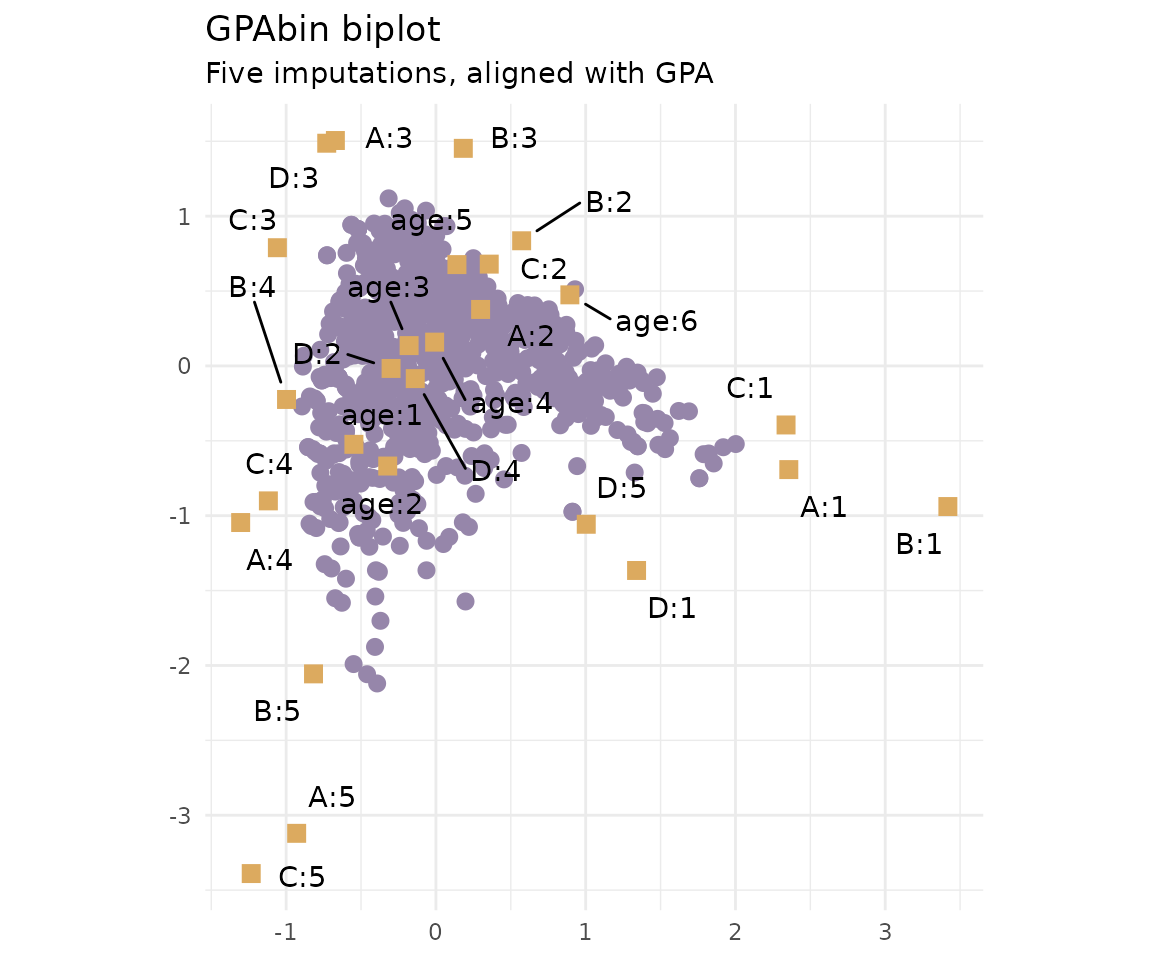 GPAbin biplot
Five imputations, aligned with GPA
A:3
B:3
D:3
B:2
C:3
age:5
1
C:2
B:4
age:3
age:6
A:2
D:2
0
C:1
age:4
age:1
C:4
D:4
D:5
age:2
A:1
-1
B:1
A:4
D:1
-2
B:5
A:5
-3
C:5
-1
0
1
2
3